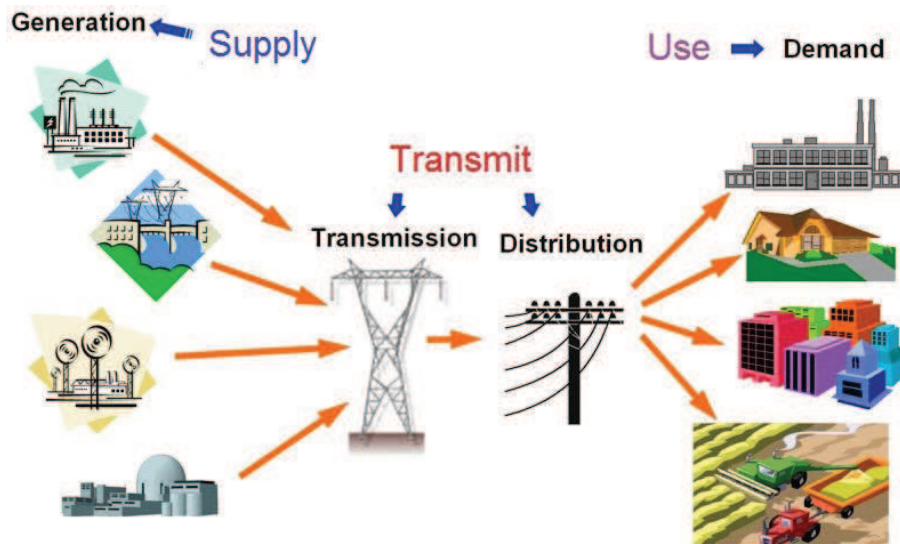 Generation
Supply
Use
Demand
Transmit
Transmission
Distribution